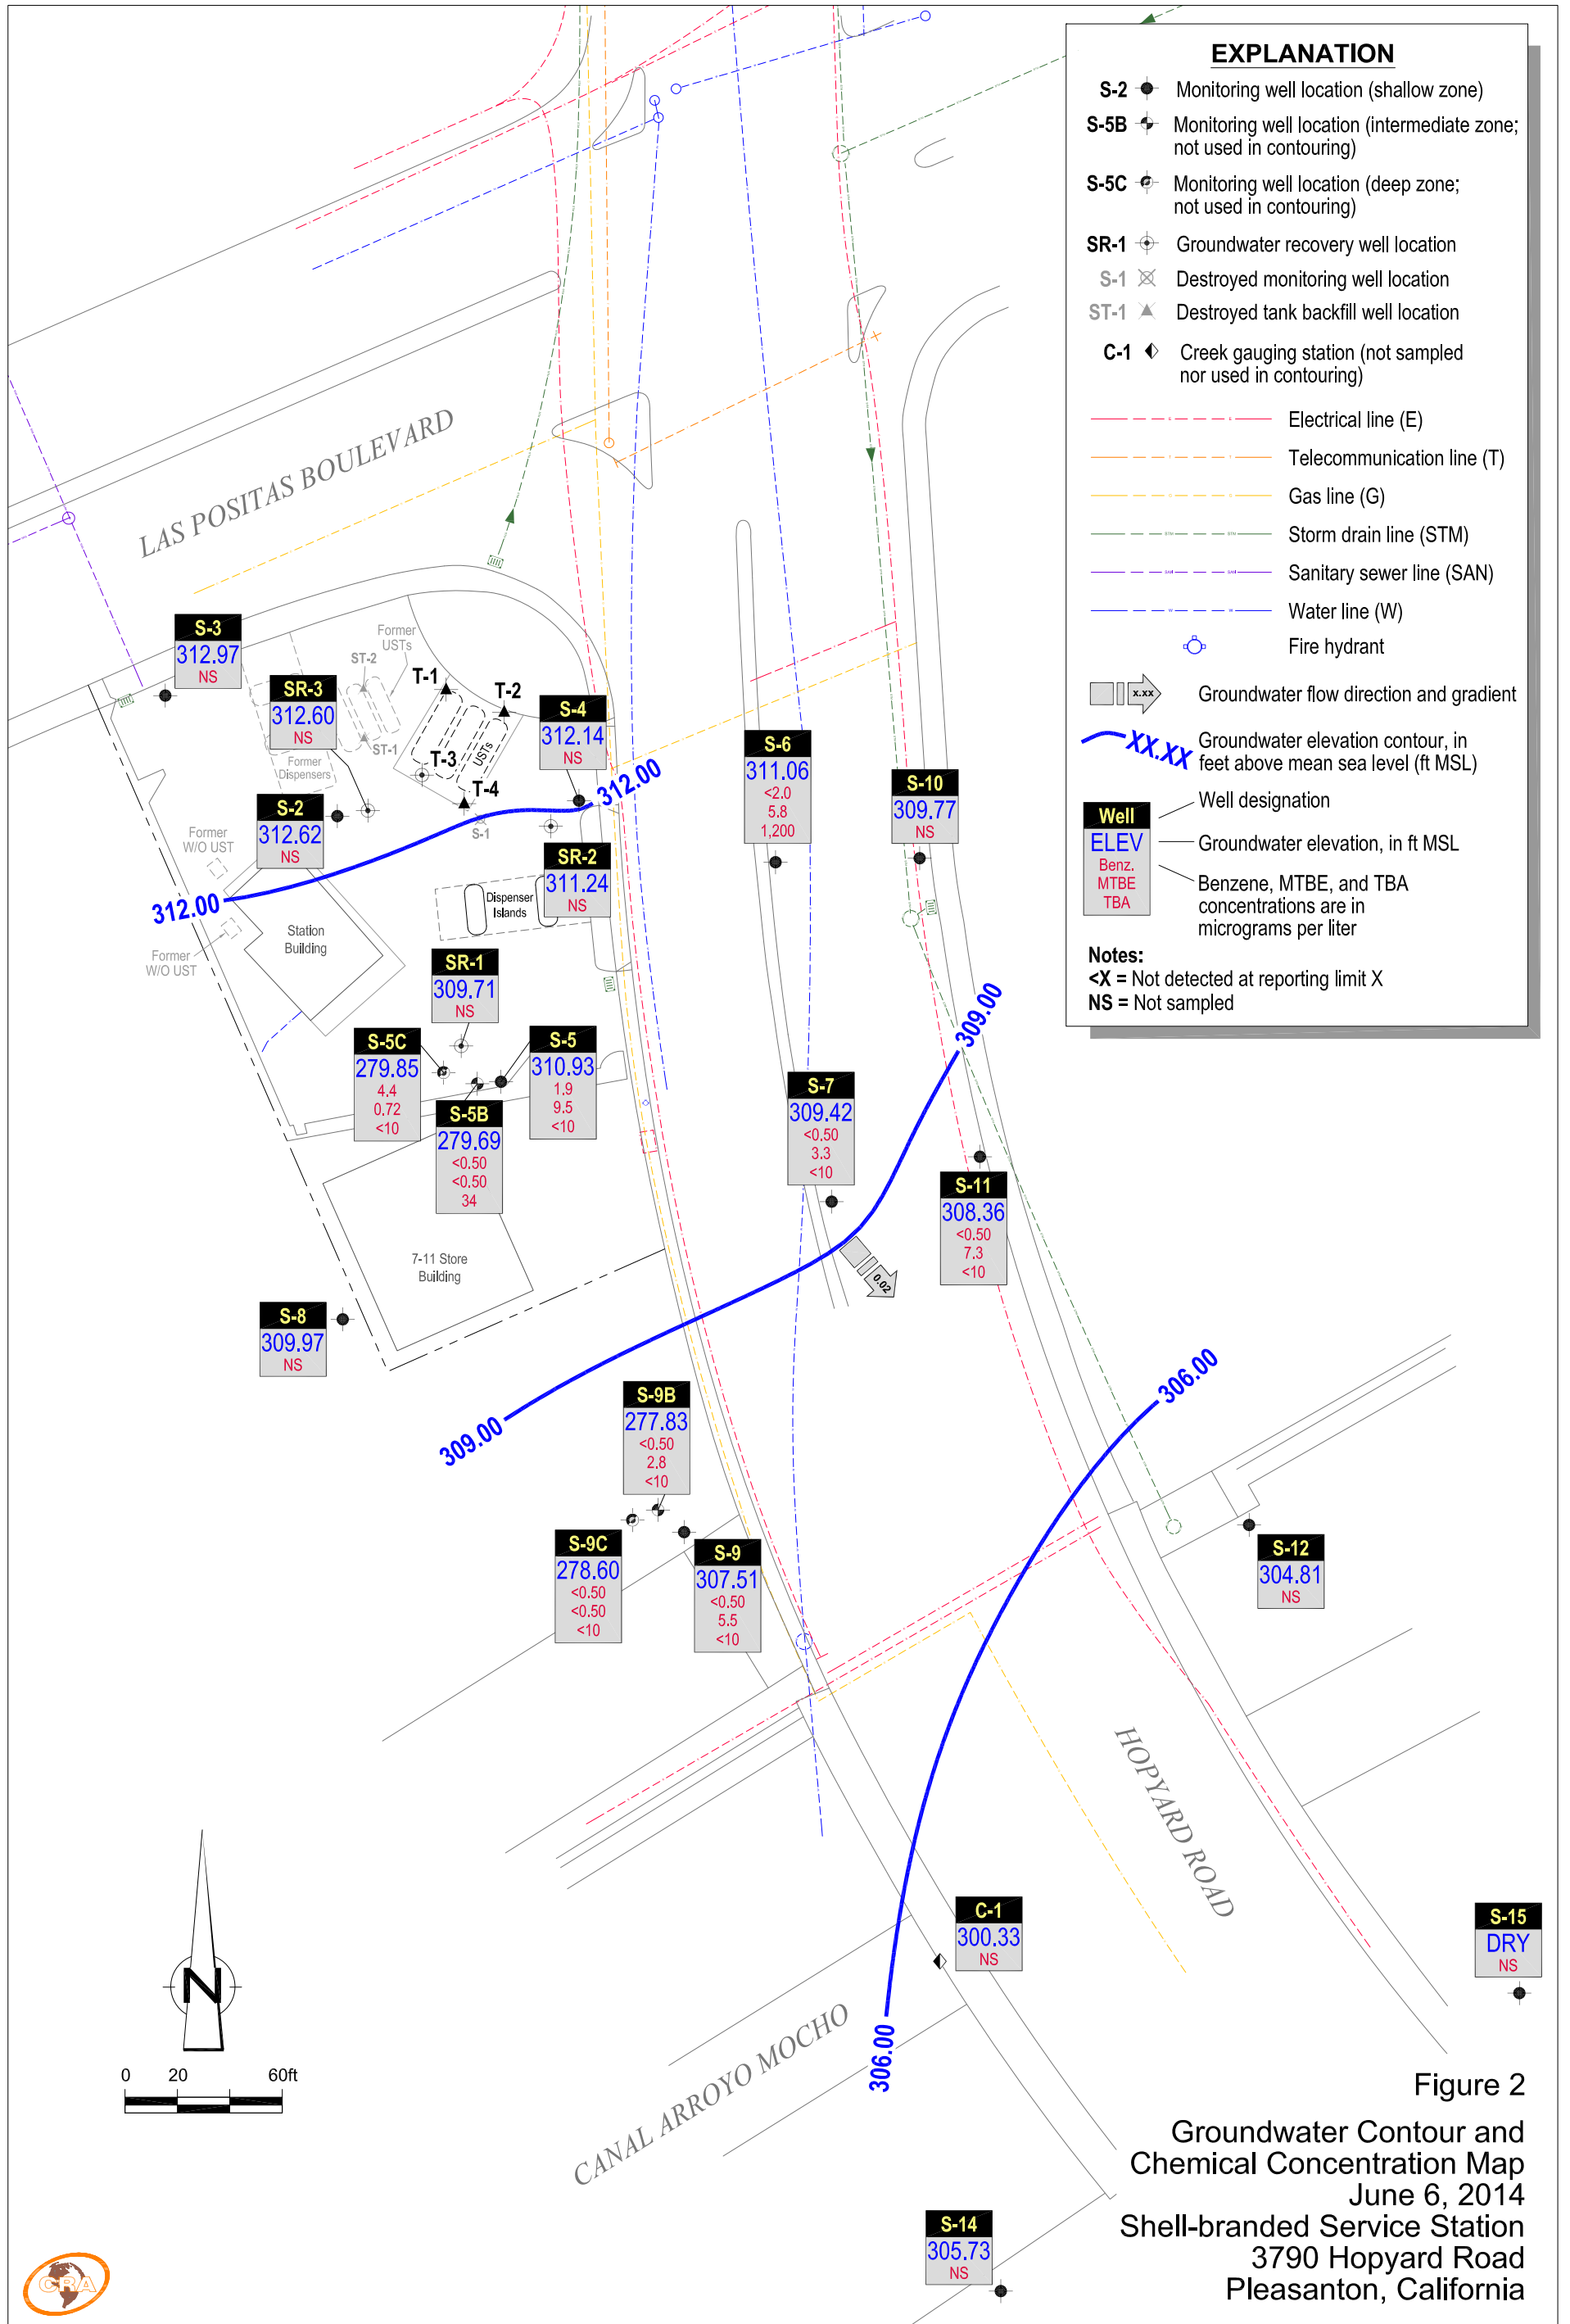 EXPLANATION
S-2 Monitoring well location (shallow zone)
S-5B Monitoring well location (intermediate zone;
not used in contouring)
S-5C Monitoring well location (deep zone;
not used in contouring)
SR-1 Groundwater recovery well location
S-1 Destroyed monitoring well location
ST-1 Destroyed tank backfill well location
C-1 Creek gauging station (not sampled
nor used in contouring)
Electrical line (E)
Telecommunication line (T)
Gas line (G)
Storm drain line (STM)
Sanitary sewer line (SAN)
Water line (W)
Fire hydrant
x.xx Groundwater flow direction and gradient
XX.XX Groundwater elevation contour, in
feet above mean sea level (ft MSL)
Well
ELEV
Benz.
MTBE
TBA
Well designation
Groundwater elevation, in ft MSL
Benzene, MTBE, and TBA
concentrations are in
micrograms per liter
Notes:
<X = Not detected at reporting limit X
NS = Not sampled
LAS POSITAS BOULEVARD
S-3
312.97
NS
SR-3
312.60
NS
ST-2
Former
USTs
ST-1
Former
Dispensers
T-1
T-2
T-3
USTs
T-4
S-1
S-4
312.14
NS
312.00
S-2
312.62
NS
Former
W/O UST
312.00
Former
W/O UST
Station
Building
SR-2
311.24
NS
Dispenser
Islands
S-6
311.06
<2.0
5.8
1,200
S-10
309.77
NS
SR-1
309.71
NS
S-5C
279.85
4.4
0.72
<10
S-5
310.93
1.9
9.5
<10
S-5B
279.69
<0.50
<0.50
34
7-11 Store
Building
309.00
S-7
309.42
<0.50
3.3
<10
S-11
308.36
<0.50
7.3
<10
0.02
S-8
309.97
NS
309.00
306.00
S-9B
277.83
<0.50
2.8
<10
S-9C
278.60
<0.50
<0.50
<10
S-9
307.51
<0.50
5.5
<10
S-12
304.81
NS
HOPYARD ROAD
C-1
300.33
NS
S-15
DRY
NS
N
306.00
CANAL ARROYO MOCHO
0 20 60ft
S-14
305.73
NS
Figure 2
Groundwater Contour and
Chemical Concentration Map
June 6, 2014
Shell-branded Service Station
3790 Hopyard Road
Pleasanton, California
CRA